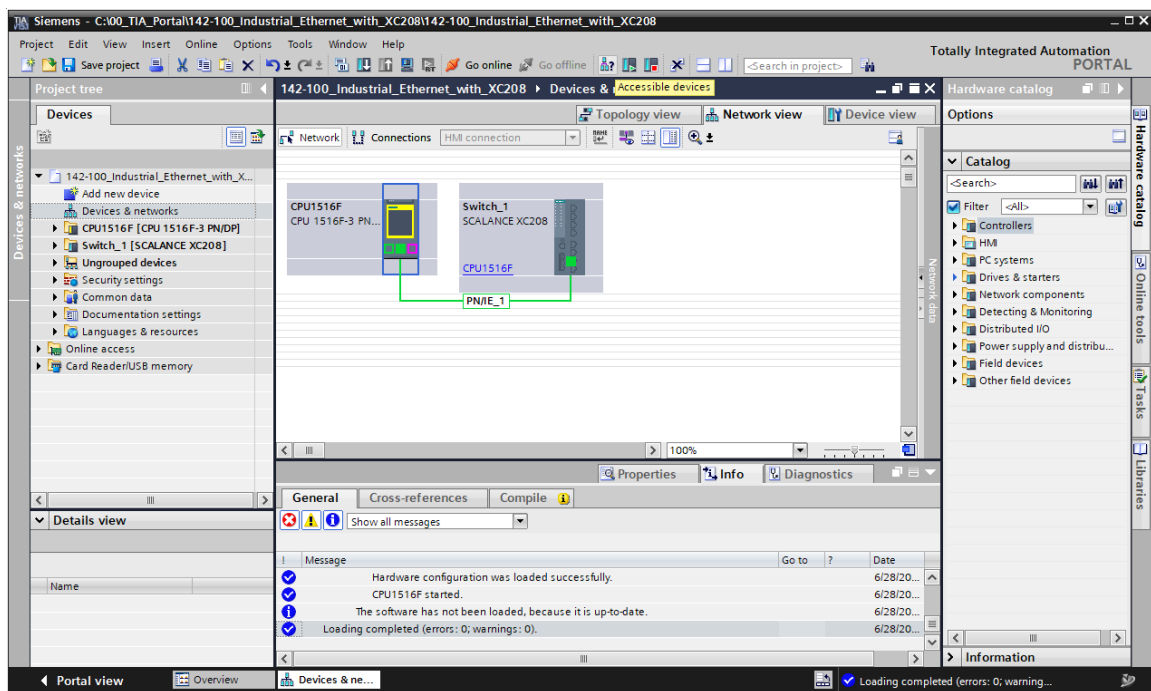 Siemens - C:\00_TIA_Portal\142-100_Industrial_Ethernet_with_XC208\142-100_Industrial_Ethernet_with_XC208
Project Edit View Insert Online Options Tools Window Help
Totally Integrated Automation
PORTAL
Save project Go online Go offline <Search in project>
Accessible devices
Project tree
142-100_Industrial_Ethernet_with_XC208 Devices &
Hardware catalog
Devices
Topology view Network view Device view
Options
Network Connections HMI connection
142-100_Industrial_Ethernet_with_X...
Add new device
Devices & networks
CPU1516F [CPU 1516F-3 PN/DP]
Switch_1 [SCALANCE XC208]
Ungrouped devices
Security settings
Common data
Documentation settings
Languages & resources
Online access
Card Reader/USB memory
Devices & networks
CPU1516F
CPU 1516F-3 PN...
Switch_1
SCALANCE XC208
CPU1516F
PN/IE_1
Network data
100%
Catalog
<Search>
Filter <All>
Controllers
HMI
PC systems
Drives & starters
Network components
Detecting & Monitoring
Distributed I/O
Power supply and distribu...
Field devices
Other field devices
Information
Hardware catalog
Online tools
Tasks
Libraries
Details view
Name
Properties Info Diagnostics
General Cross-references Compile
Show all messages
! Message Go to ? Date
Hardware configuration was loaded successfully. 6/28/20...
CPU1516F started. 6/28/20...
The software has not been loaded, because it is up-to-date. 6/28/20...
Loading completed (errors: 0; warnings: 0). 6/28/20...
Portal view Overview Devices & ne... Loading completed (errors: 0; warning...